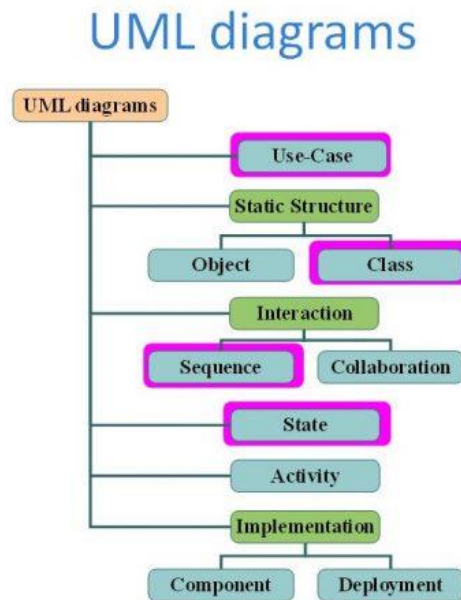 UML diagrams
UML diagrams
Use-Case
Static Structure
Object
Class
Interaction
Sequence
Collaboration
State
Activity
Implementation
Component
Deployment